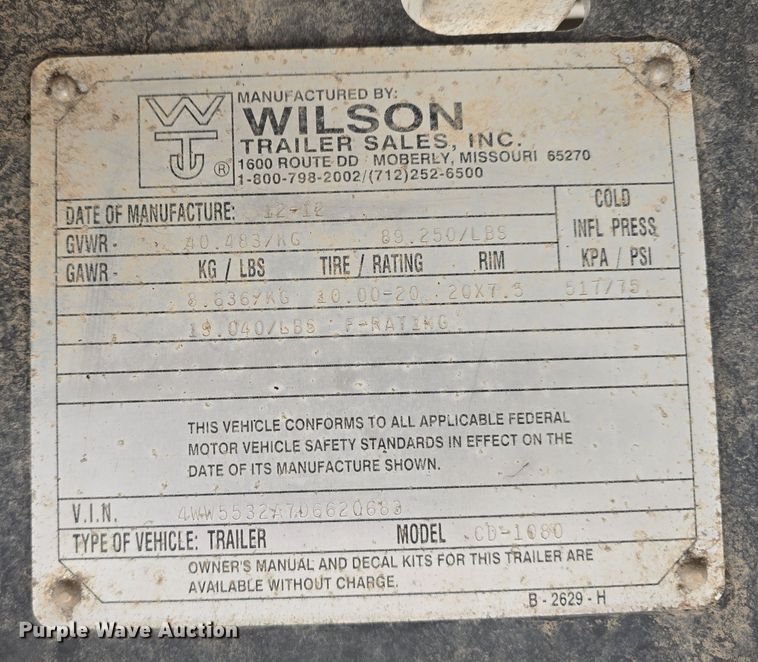 MANUFACTURED BY:
WILSON
TRAILER SALES, INC.
1600 ROUTE DD MOBERLY, MISSOURI 65270
1-800-798-2002/(712)252-6500
WTJ ®
DATE OF MANUFACTURE: 12-12
COLD
INFL PRESS
KPA / PSI
GVWR - 40.483/KG 89.250/LBS
GAWR - KG / LBS TIRE / RATING RIM
8.636/KG 10.00-20 20X7.5 517/75
19.040/LBS F-RATING
THIS VEHICLE CONFORMS TO ALL APPLICABLE FEDERAL
MOTOR VEHICLE SAFETY STANDARDS IN EFFECT ON THE
DATE OF ITS MANUFACTURE SHOWN.
V.I.N.
TYPE OF VEHICLE: TRAILER MODEL CD-1080
OWNER'S MANUAL AND DECAL KITS FOR THIS TRAILER ARE
AVAILABLE WITHOUT CHARGE.
B - 2629 - H
Purple Wave Auction